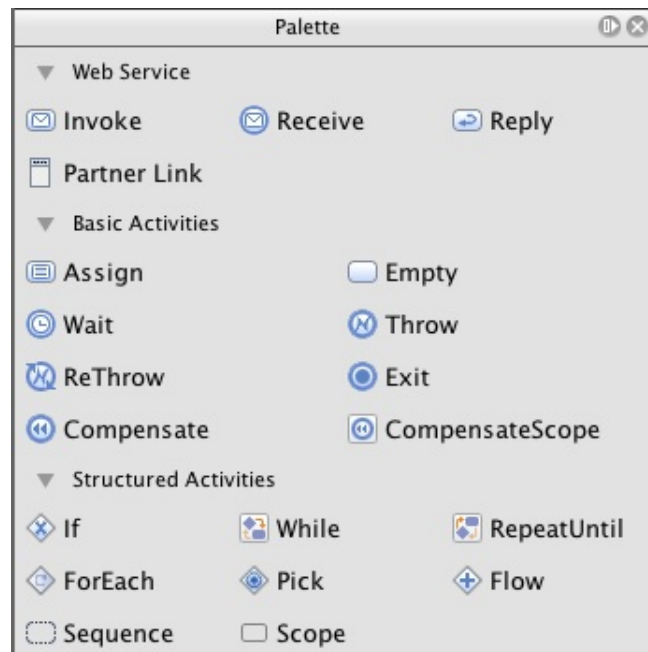 Palette
Web Service
Invoke Receive Reply
Partner Link
Basic Activities
Assign Empty
Wait Throw
ReThrow Exit
Compensate CompensateScope
Structured Activities
If While RepeatUntil
ForEach Pick Flow
Sequence Scope